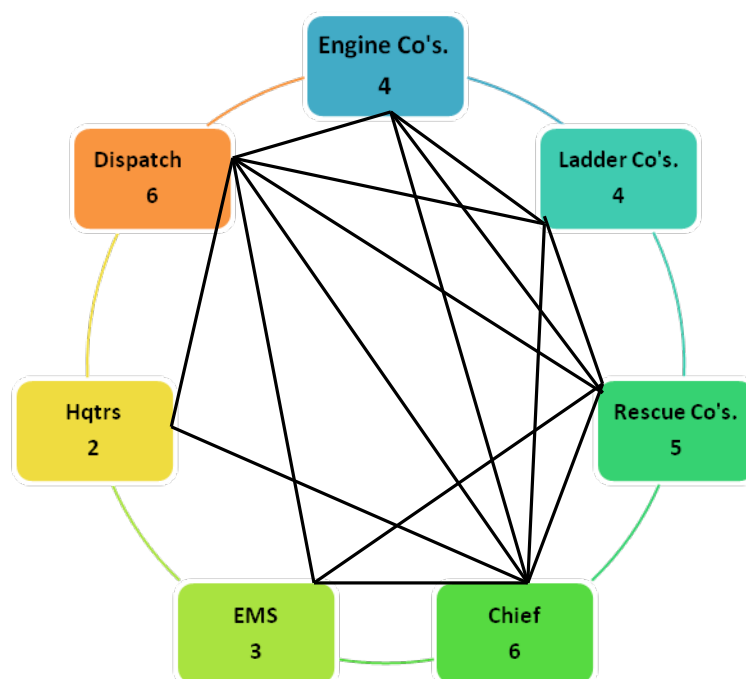 Engine Co's.
4
Ladder Co's.
4
Rescue Co's.
5
Chief
6
EMS
3
Hqtrs
2
Dispatch
6